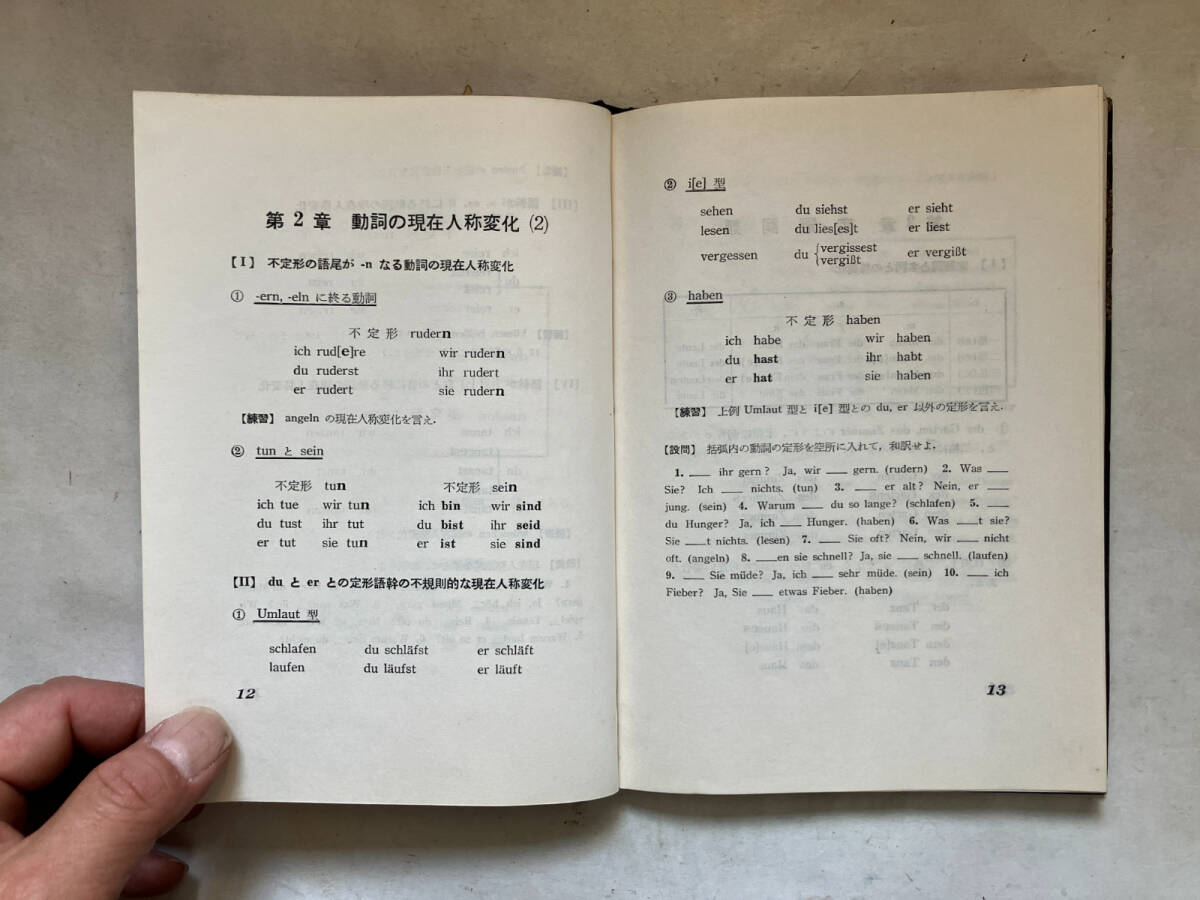 第2章　動詞の現在人称変化 (2)
【I】 不定形の語尾が -n なる動詞の現在人称変化
① -ern, -eln に終る動詞
不定形 rudern
ich rud[e]re　wir rudern
du ruderst　ihr rudert
er rudert　sie rudern
【練習】 angeln の現在人称変化を言え.
② tun と sein
不定形 tun　不定形 sein
ich tue　wir tun　ich bin　wir sind
du tust　ihr tut　du bist　ihr seid
er tut　sie tun　er ist　sie sind
【II】 du と er との定形語幹の不規則的な現在人称変化
① Umlaut 型
schlafen　du schläfst　er schläft
laufen　du läufst　er läuft
12
② i[e] 型
sehen　du siehst　er sieht
lesen　du lies[es]t　er liest
vergessen　du {vergissest　er vergißt
vergißt
③ haben
不定形 haben
ich habe　wir haben
du hast　ihr habt
er hat　sie haben
【練習】 上例 Umlaut 型と i[e] 型との du, er 以外の定形を言え.
【設問】 括弧内の動詞の定形を空所に入れて, 和訳せよ.
1. ___ ihr gern? Ja, wir ___ gern. (rudern) 2. Was ___
Sie? Ich ___ nichts. (tun) 3. ___ er alt? Nein, er ___
jung. (sein) 4. Warum ___ du so lange? (schlafen) 5. ___
du Hunger? Ja, ich ___ Hunger. (haben) 6. Was ___t sie?
Sie ___t nichts. (lesen) 7. ___ Sie oft? Nein, wir ___ nicht
oft. (angeln) 8. ___en sie schnell? Ja, sie ___ schnell. (laufen)
9. ___ Sie müde? Ja, ich ___ sehr müde. (sein) 10. ___ ich
Fieber? Ja, Sie ___ etwas Fieber. (haben)
13